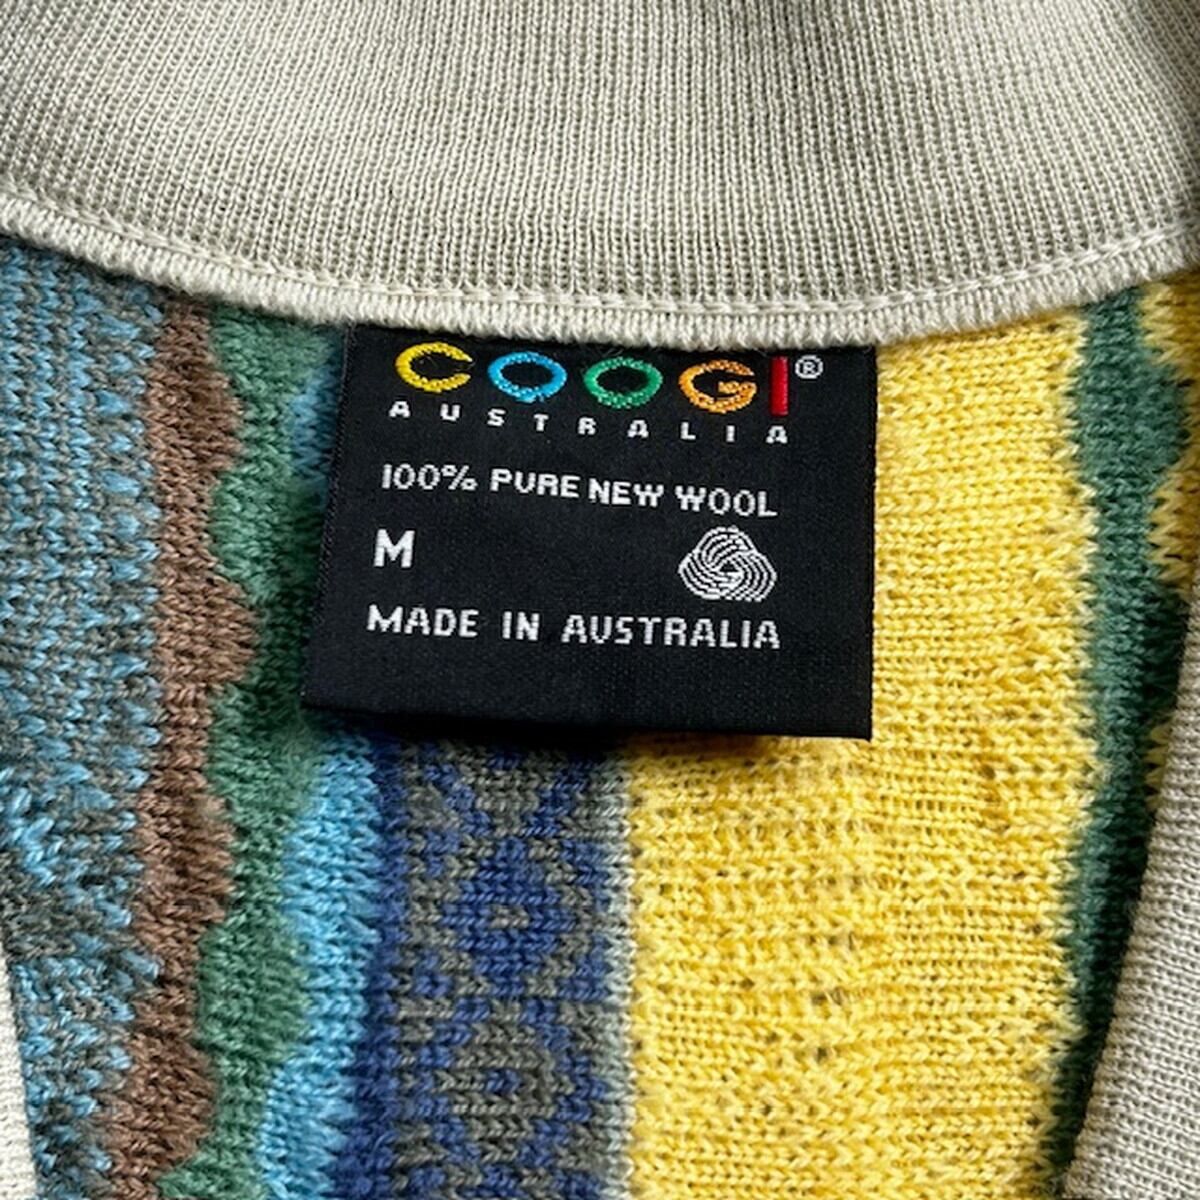 COOGI®
AUSTRALIA
100% PURE NEW WOOL
M
MADE IN AUSTRALIA